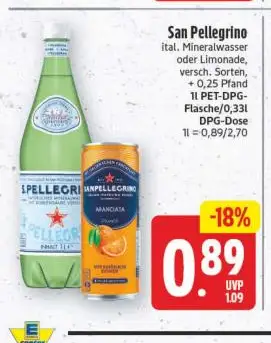 San Pellegrino
ital. Mineralwasser
oder Limonade,
versch. Sorten,
+ 0,25 Pfand
1l PET-DPG-
Flasche/0,33l
DPG-Dose
1l = 0,89/2,70
S.PELLEGRI
SANPELLEGRINO
ARANCIATA
-18%
0.89
UVP
1.09
E